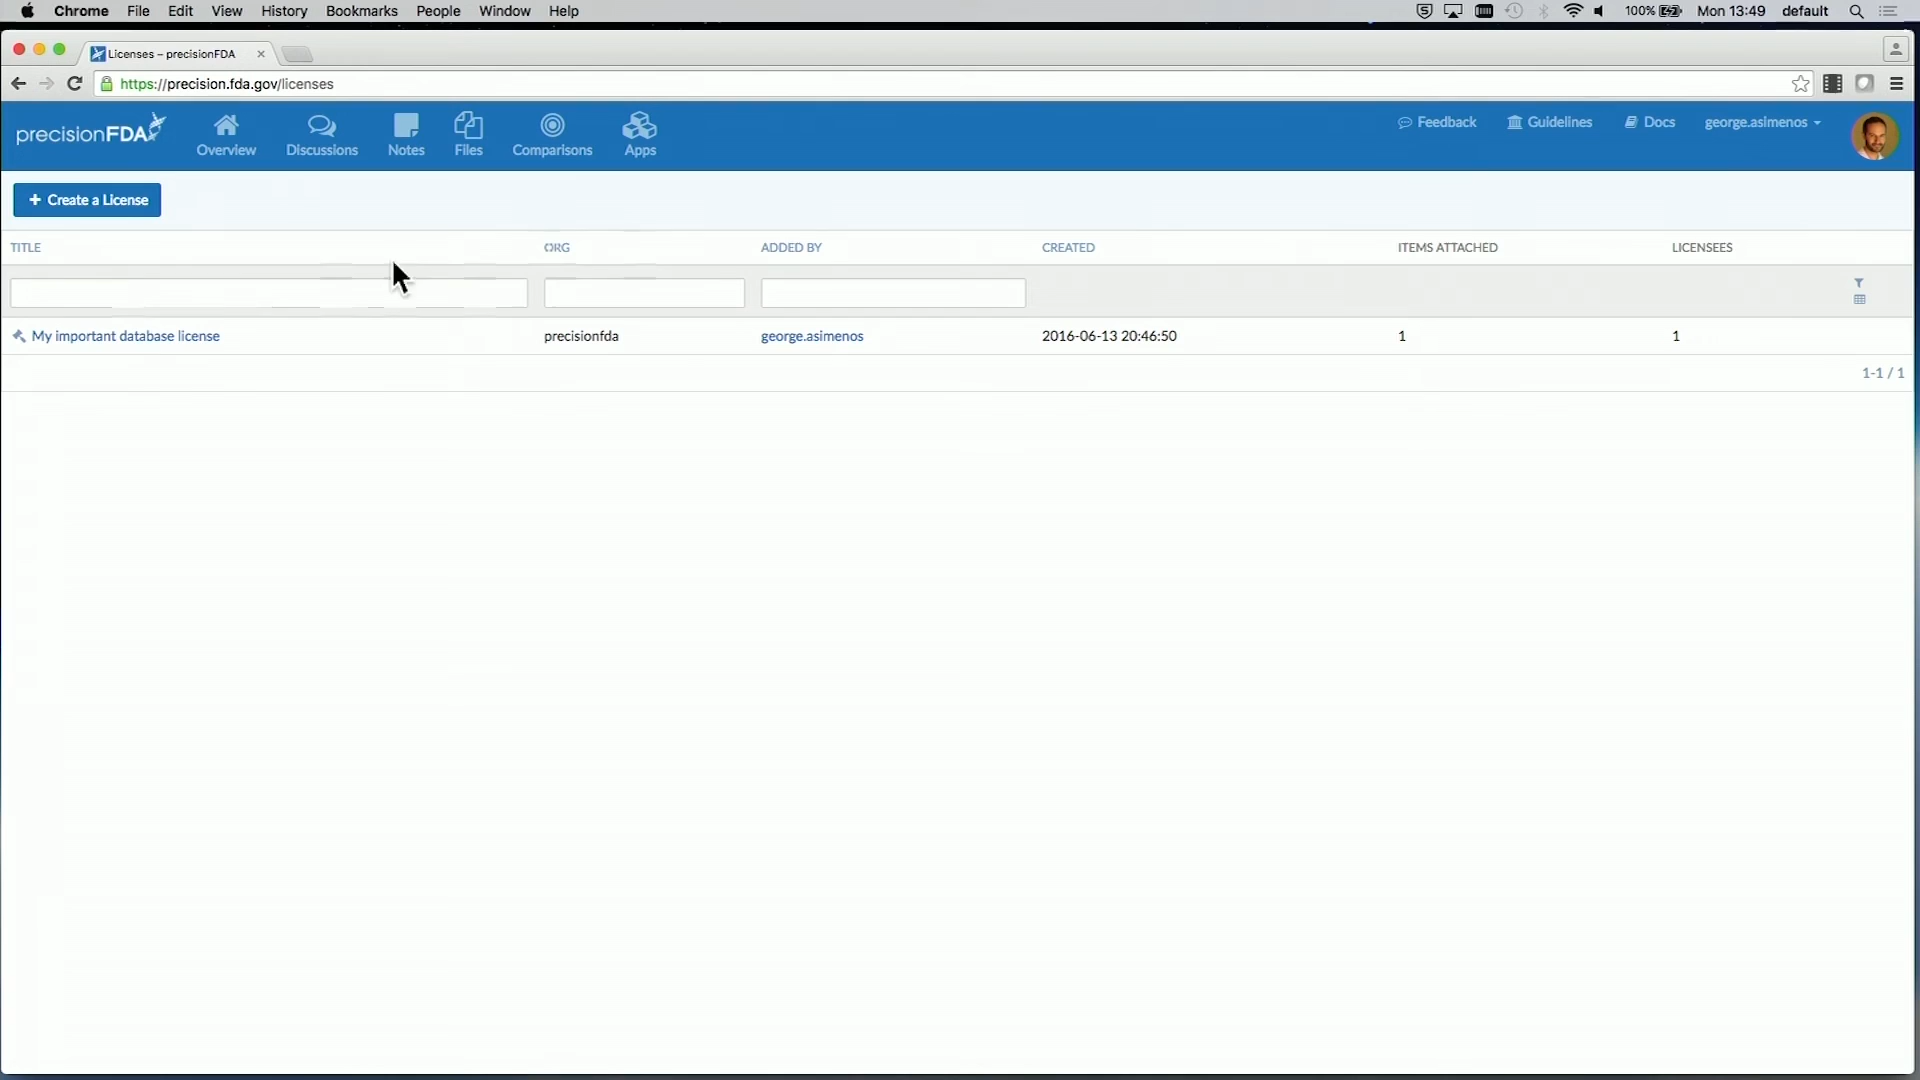 Chrome File Edit View History Bookmarks People Window Help 100% Mon 13:49 default
Licenses – precisionFDA
https://precision.fda.gov/licenses
precisionFDA Overview Discussions Notes Files Comparisons Apps Feedback Guidelines Docs george.asimenos
+ Create a License
TITLE ORG ADDED BY CREATED ITEMS ATTACHED LICENSEES
My important database license precisionfda george.asimenos 2016-06-13 20:46:50 1 1
1-1 / 1